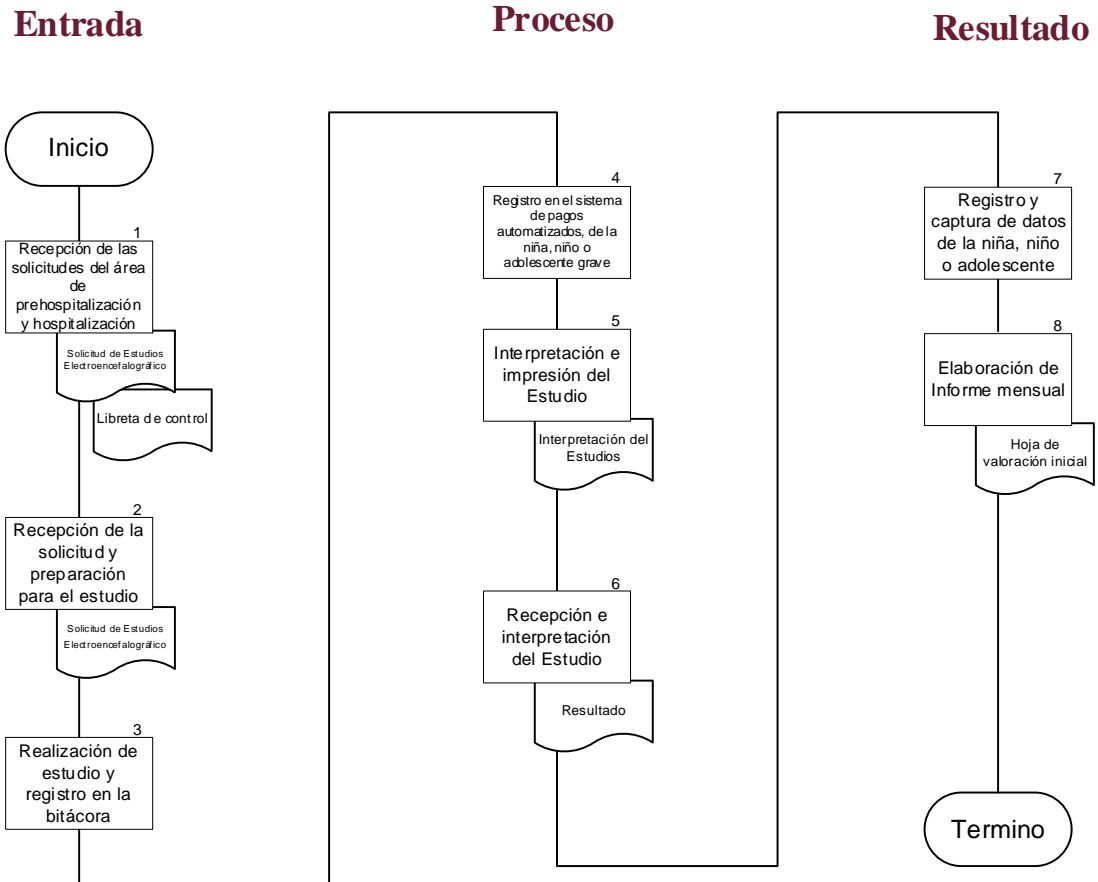 Entrada
Proceso
Resultado
Inicio
1
Recepción de las
solicitudes del área
de
prehospitalización
y hospitalización
Solicitud de Estudios
Electroencefalográfico
Libreta de control
2
Recepción de la
solicitud y
preparación
para el estudio
Solicitud de Estudios
Electroencefalográfico
3
Realización de
estudio y
registro en la
bitácora
4
Registro en el sistema
de pagos
automatizados, de la
niña, niño o
adolescente grave
5
Interpretación e
impresión del
Estudio
Interpretación del
Estudios
6
Recepción e
interpretación
del Estudio
Resultado
7
Registro y
captura de datos
de la niña, niño
o adolescente
8
Elaboración de
Informe mensual
Hoja de
valoración inicial
Termino